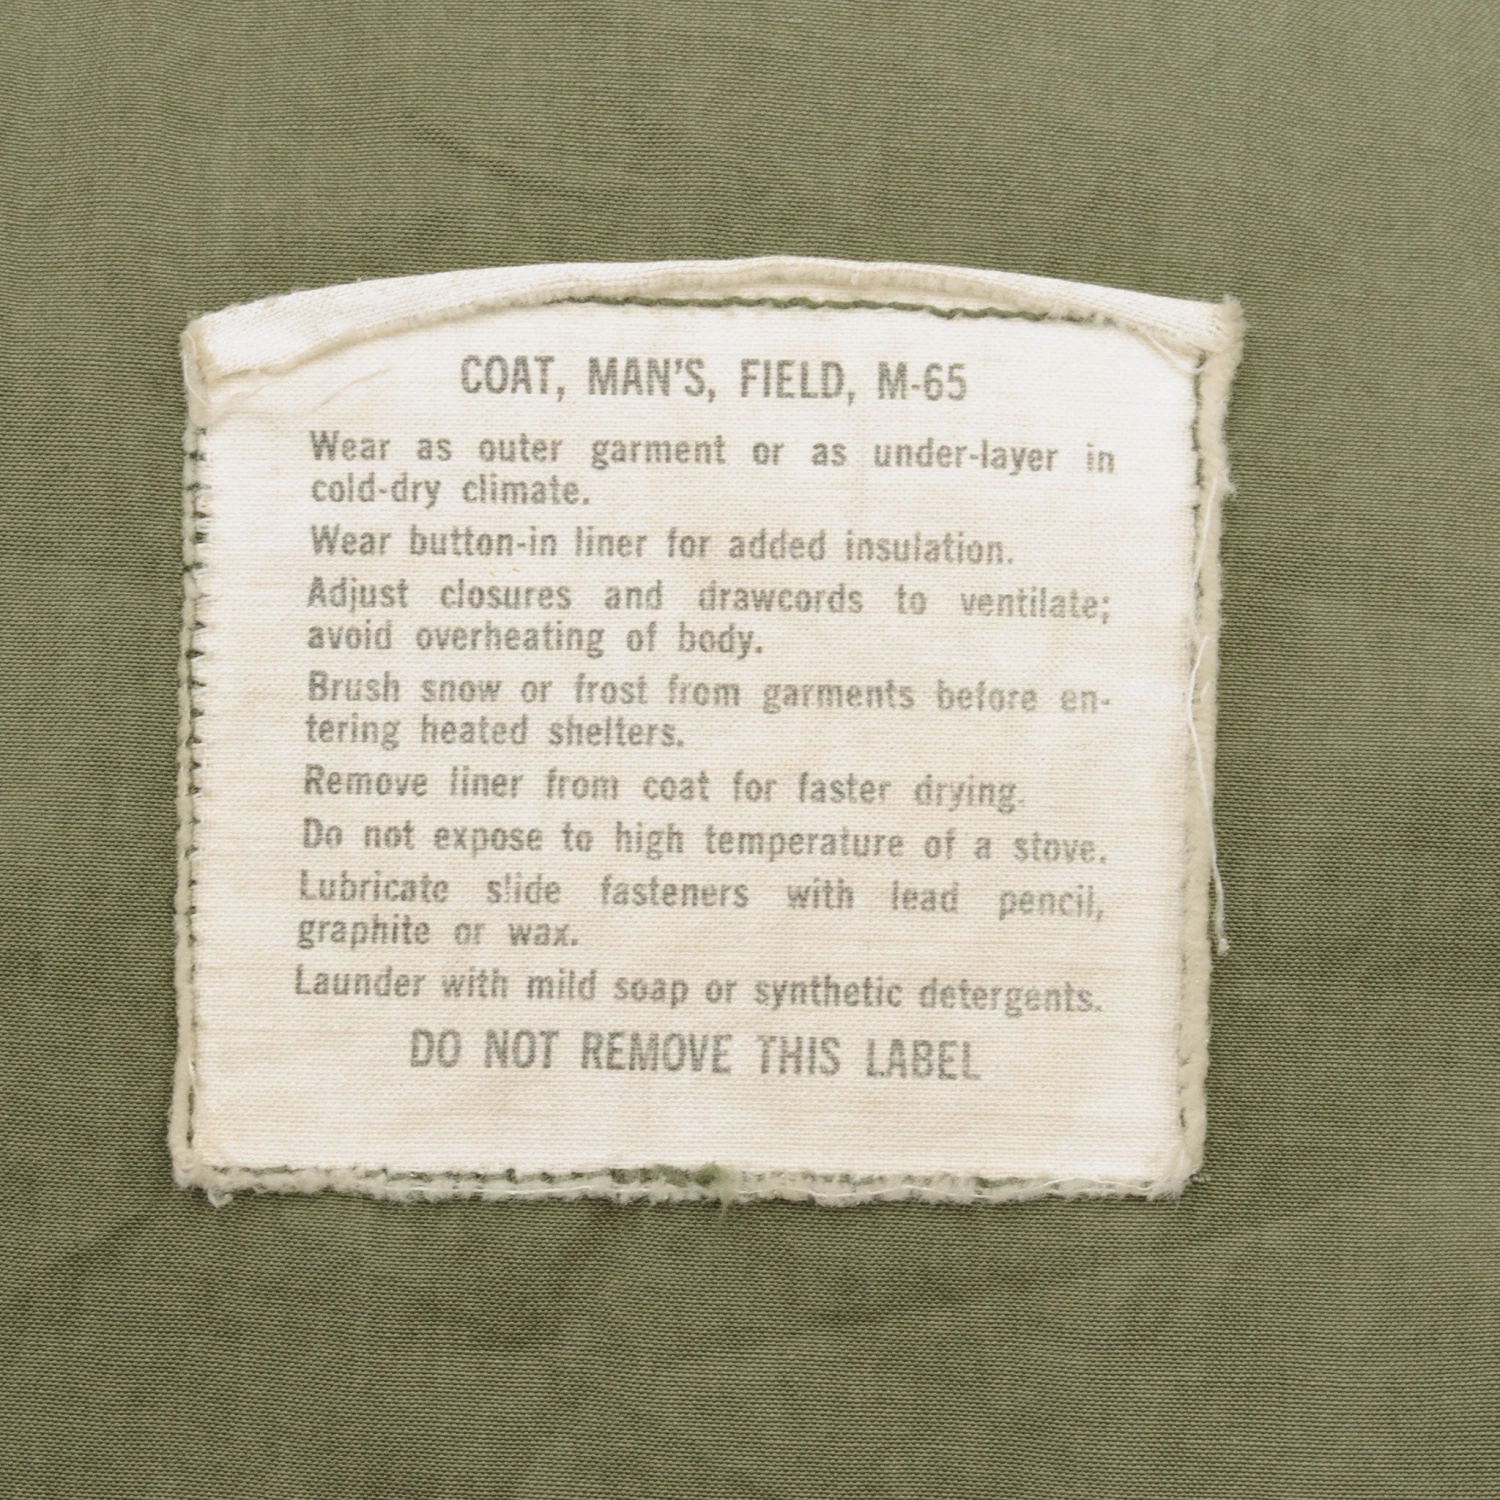 COAT, MAN'S, FIELD, M-65
Wear as outer garment or as under-layer in
cold-dry climate.
Wear button-in liner for added insulation.
Adjust closures and drawcords to ventilate;
avoid overheating of body.
Brush snow or frost from garments before en-
tering heated shelters.
Remove liner from coat for faster drying.
Do not expose to high temperature of a stove.
Lubricate slide fasteners with lead pencil,
graphite or wax.
Launder with mild soap or synthetic detergents.
DO NOT REMOVE THIS LABEL